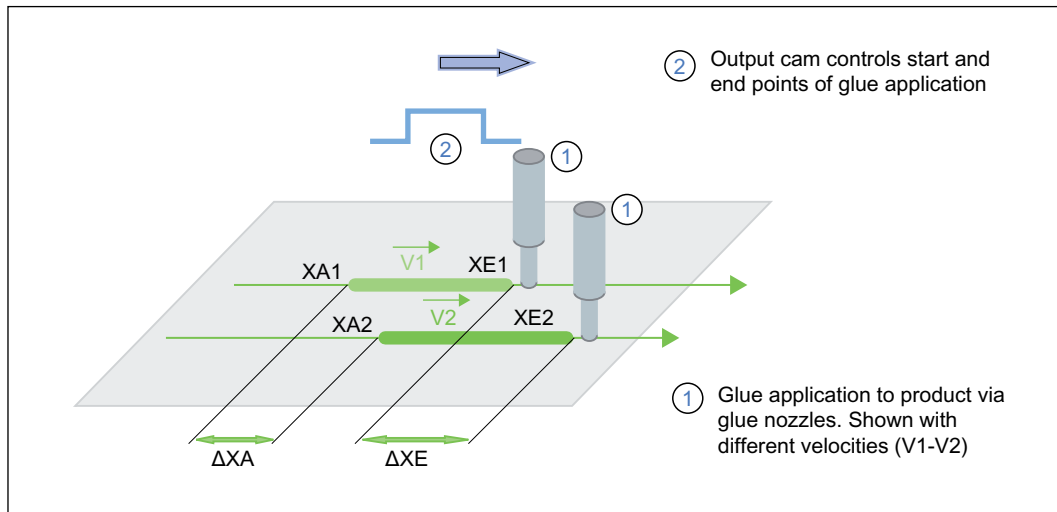 2 Output cam controls start and
end points of glue application
2
1
1
XA1
V1
XE1
XA2
V2
XE2
ΔXA
ΔXE
1 Glue application to product via
glue nozzles. Shown with
different velocities (V1-V2)